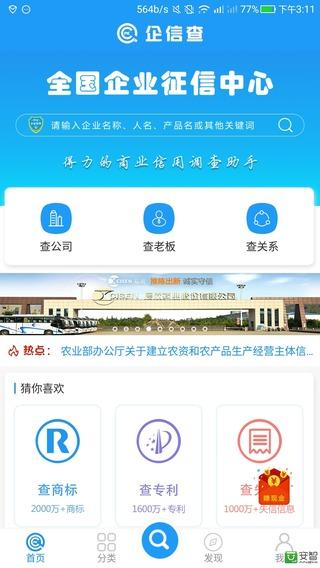 564b/s 77% 下午3:11
企信查
全国企业征信中心
请输入企业名称、人名、产品名或其他关键词
得力的商业信用调查助手
查公司 查老板 查关系
推陈出新 诚实守信
热点： 农业部办公厅关于建立农资和农产品生产经营主体信...
猜你喜欢
R
查商标 查专利
2000万+商标 1600万+专利 1000万+失信信息
赚现金
首页 分类 发现
安智